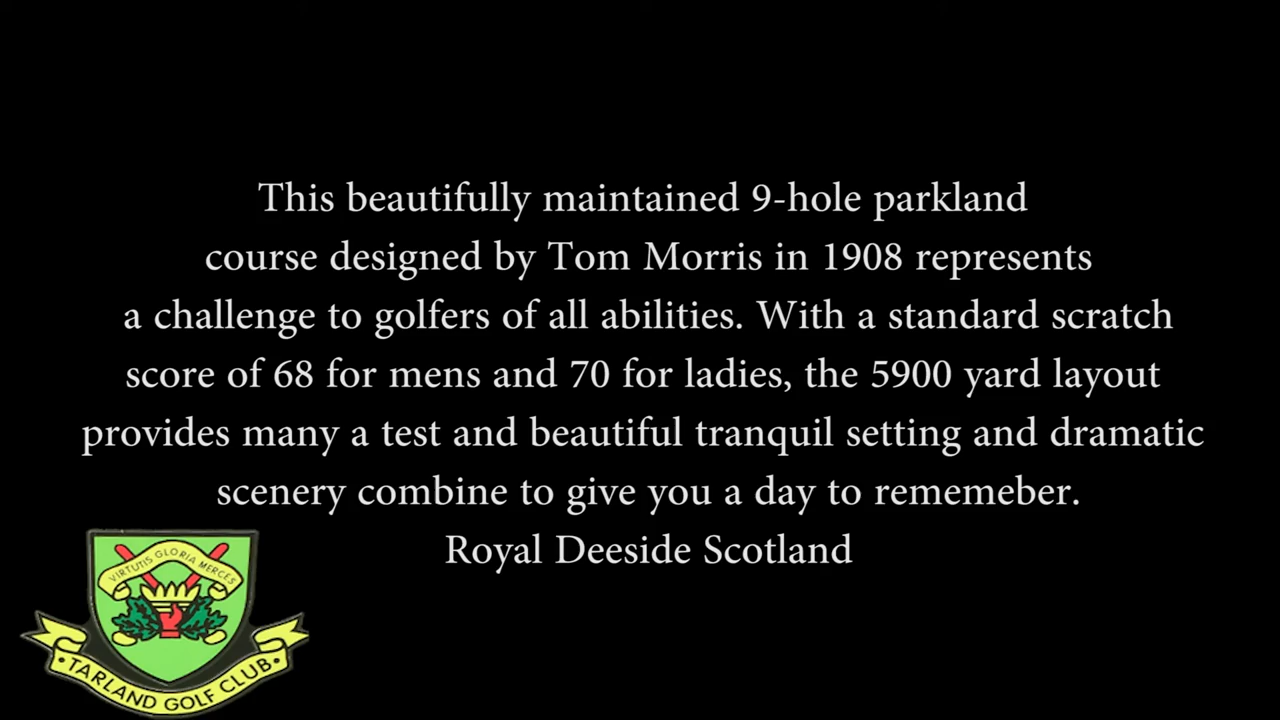 This beautifully maintained 9-hole parkland
course designed by Tom Morris in 1908 represents
a challenge to golfers of all abilities. With a standard scratch
score of 68 for mens and 70 for ladies, the 5900 yard layout
provides many a test and beautiful tranquil setting and dramatic
scenery combine to give you a day to rememeber.
Royal Deeside Scotland
VIRTUTIS GLORIA MERCES
·TARLAND GOLF CLUB·